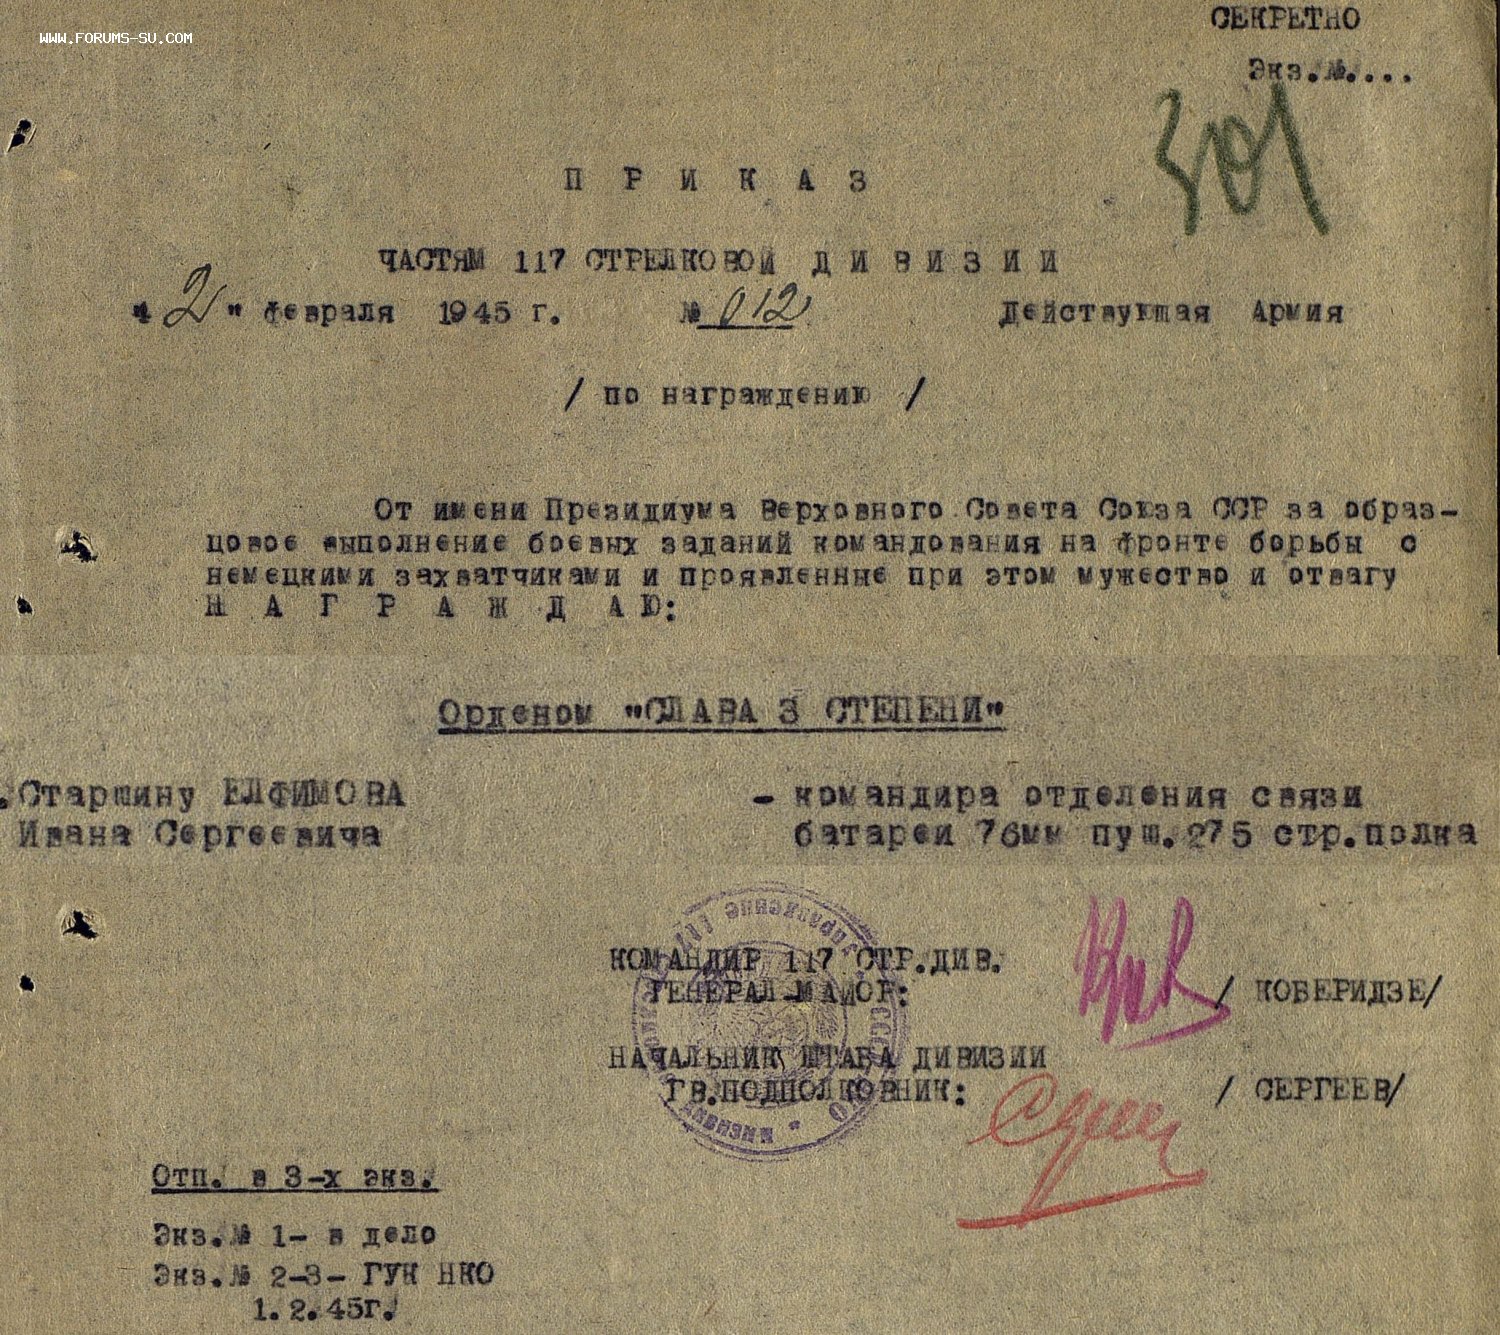 WWW.FORUMS-SU.COM
СЕКРЕТНО
Экз.№....
301
П Р И К А З
ЧАСТЯМ 117 СТРЕЛКОВОЙ Д И В И З И И
"2" февраля 1945 г. № 012 Действующая Армия
/ по награждению /
От имени Президиума Верховного Совета Союза ССР за образ-
цовое выполнение боевых заданий командования на фронте борьбы с
немецкими захватчиками и проявленные при этом мужество и отвагу
Н А Г Р А Ж Д А Ю:
Орденом "СЛАВА 3 СТЕПЕНИ"
.Старшину ЕЛФИМОВА - командира отделения связи
Ивана Сергеевича батареи 76мм пуш.275 стр.полка
КОМАНДИР 117 СТР.ДИВ.
ГЕНЕРАЛ-МАЙОР: / КОБЕРИДЗЕ/
НАЧАЛЬНИК ШТАБА ДИВИЗИИ
ГВ.ПОДПОЛКОВНИК: / СЕРГЕЕВ/
Отп. в 3-х экз.
Экз.№ 1- в дело
Экз.№ 2-3- ГУК НКО
1.2.45г.